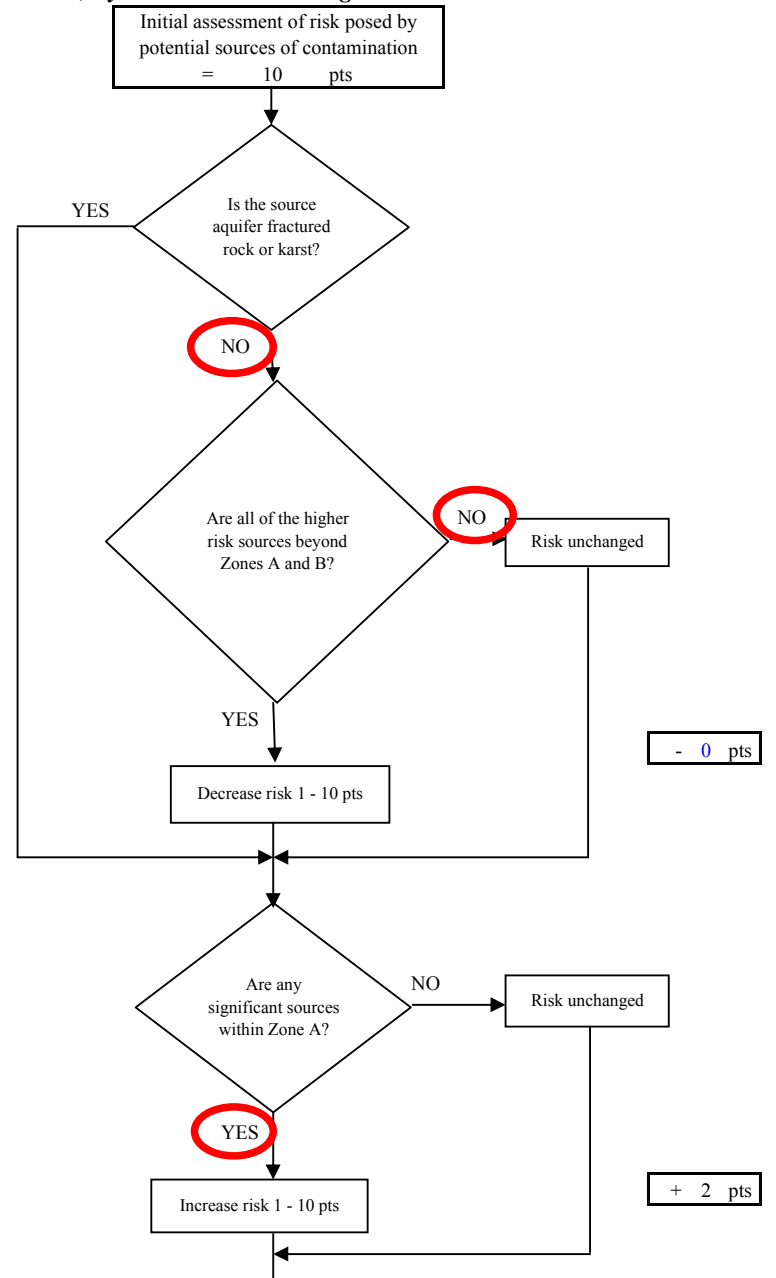 Initial assessment of risk posed by
potential sources of contamination
= 10 pts
YES
Is the source
aquifer fractured
rock or karst?
NO
Are all of the higher
risk sources beyond
Zones A and B?
NO
Risk unchanged
YES
- 0 pts
Decrease risk 1 - 10 pts
Are any
significant sources
within Zone A?
NO
Risk unchanged
YES
+ 2 pts
Increase risk 1 - 10 pts